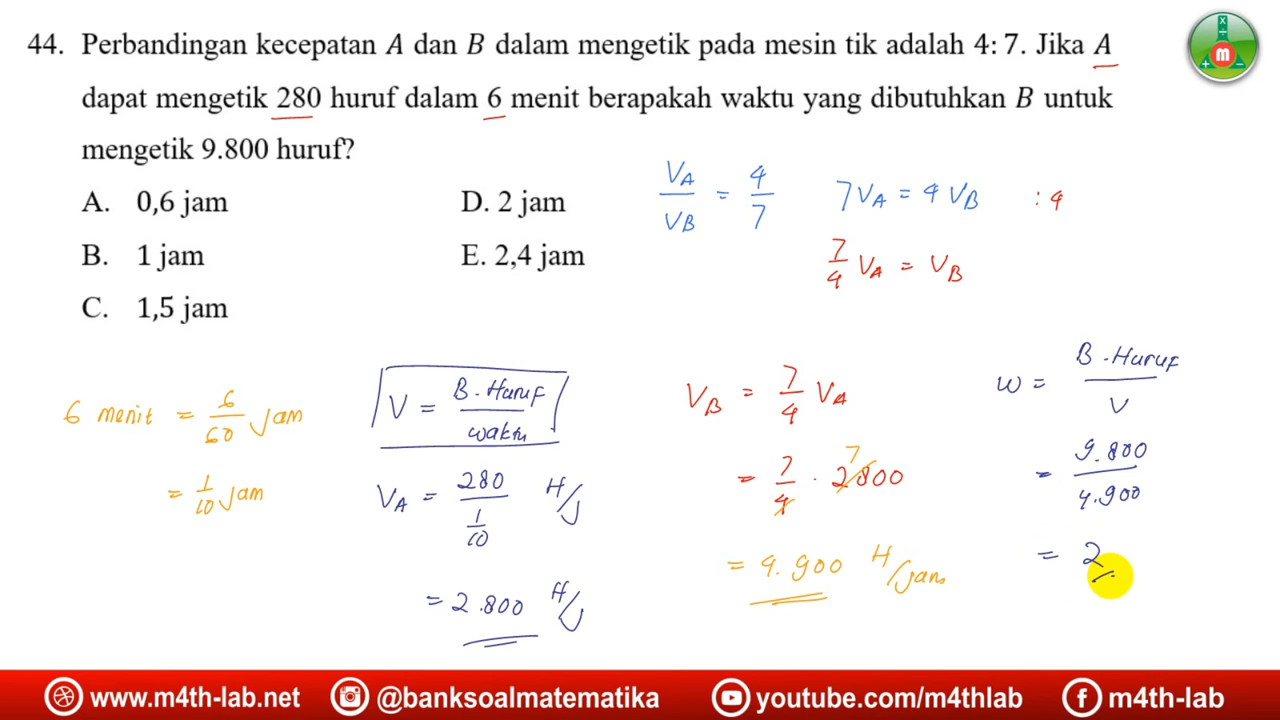 44. Perbandingan kecepatan A dan B dalam mengetik pada mesin tik adalah 4: 7. Jika A
dapat mengetik 280 huruf dalam 6 menit berapakah waktu yang dibutuhkan B untuk
mengetik 9.800 huruf?
A. 0,6 jam
B. 1 jam
C. 1,5 jam
D. 2 jam
E. 2,4 jam
VA/VB = 4/7
7VA = 4VB :4
7/4 VA = VB
6 menit = 6/60 Jam
= 1/10 Jam
V = B. Huruf/waktu
VA = 280/(1/10) H/J
= 2.800 H/J
VB = 7/4 VA
= 7/4 . 2800
7
= 4.900 H/jam
W = B. Huruf/V
= 9.800/4.900
= 2
X ÷ m + −
www.m4th-lab.net @banksoalmatematika youtube.com/m4thlab m4th-lab